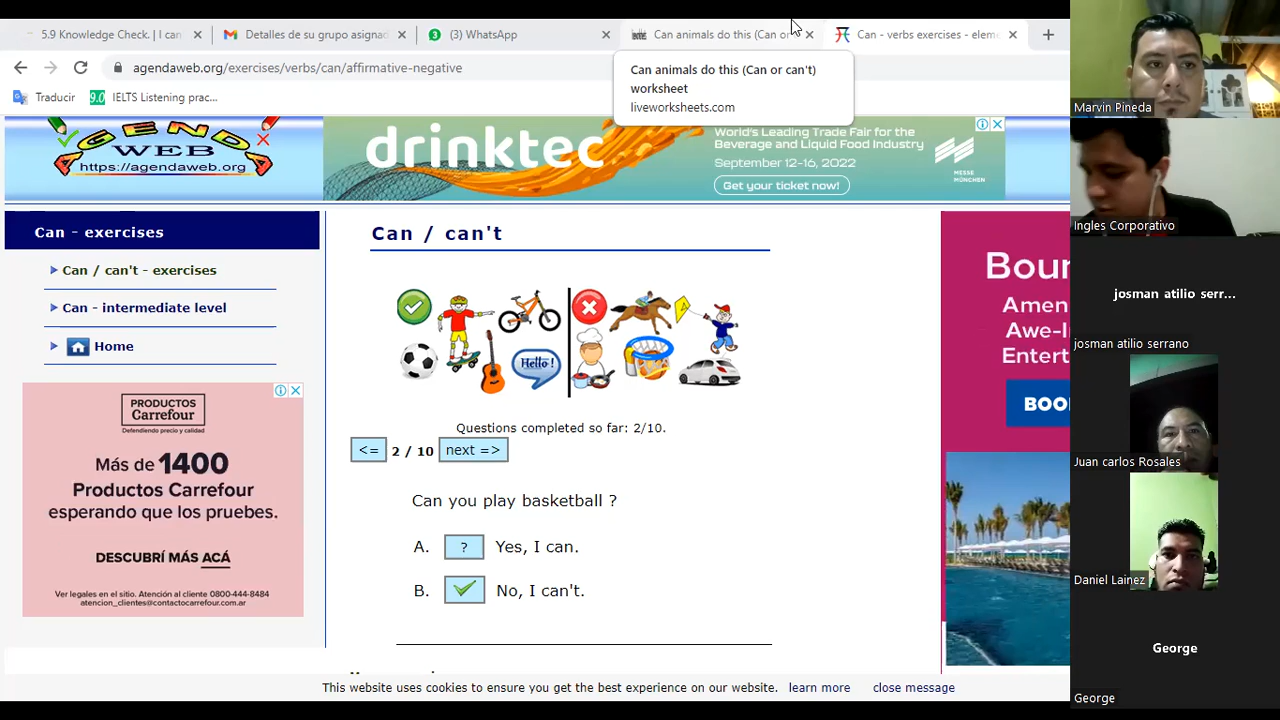 5.9 Knowledge Check. | I can
Detalles de su grupo asignad
(3) WhatsApp
Can animals do this (Can or
Can - verbs exercises - eleme
agendaweb.org/exercises/verbs/can/affirmative-negative
Can animals do this (Can or can't)
worksheet
liveworksheets.com
Traducir
9.0 IELTS Listening prac...
GENDA
WEB
https://agendaweb.org
drinktec
World's Leading Trade Fair for the
Beverage and Liquid Food Industry
September 12-16, 2022
Get your ticket now!
MESSE
MÜNCHEN
Can - exercises
Can / can't - exercises
Can - intermediate level
Home
PRODUCTOS
Carrefour
Defendiendo precio y calidad
Más de 1400
Productos Carrefour
esperando que los pruebes.
DESCUBRÍ MÁS ACÁ
Ver legales en el sitio. Atención al cliente 0800-444-8484
atencion_clientes@contactocarrefour.com.ar
Can / can't
Hello !
Questions completed so far: 2/10.
<= 2 / 10 next =>
Can you play basketball ?
A. ? Yes, I can.
B. No, I can't.
Boun
Amen
Awe-I
Entert
BOO
This website uses cookies to ensure you get the best experience on our website. learn more close message
Marvin Pineda
Ingles Corporativo
josman atilio serr...
josman atilio serrano
Juan carlos Rosales
Daniel Lainez
George
George